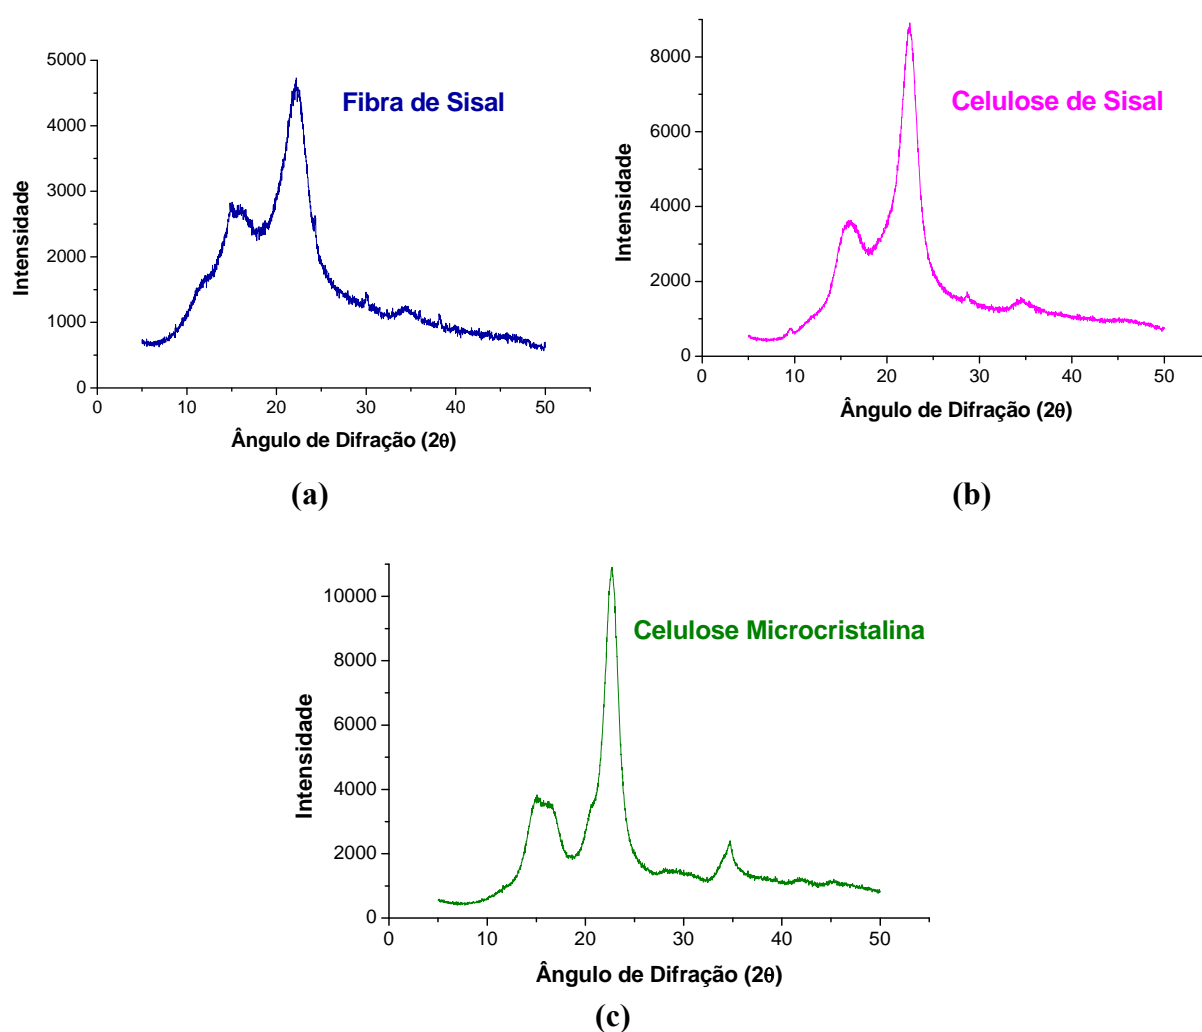 5000
4000
3000
2000
1000
0
Intensidade
Fibra de Sisal
0 10 20 30 40 50
Ângulo de Difração (2θ)
(a)
8000
6000
4000
2000
0
Intensidade
Celulose de Sisal
0 10 20 30 40 50
Ângulo de Difração (2θ)
(b)
10000
8000
6000
4000
2000
0
Intensidade
Celulose Microcristalina
0 10 20 30 40 50
Ângulo de Difração (2θ)
(c)